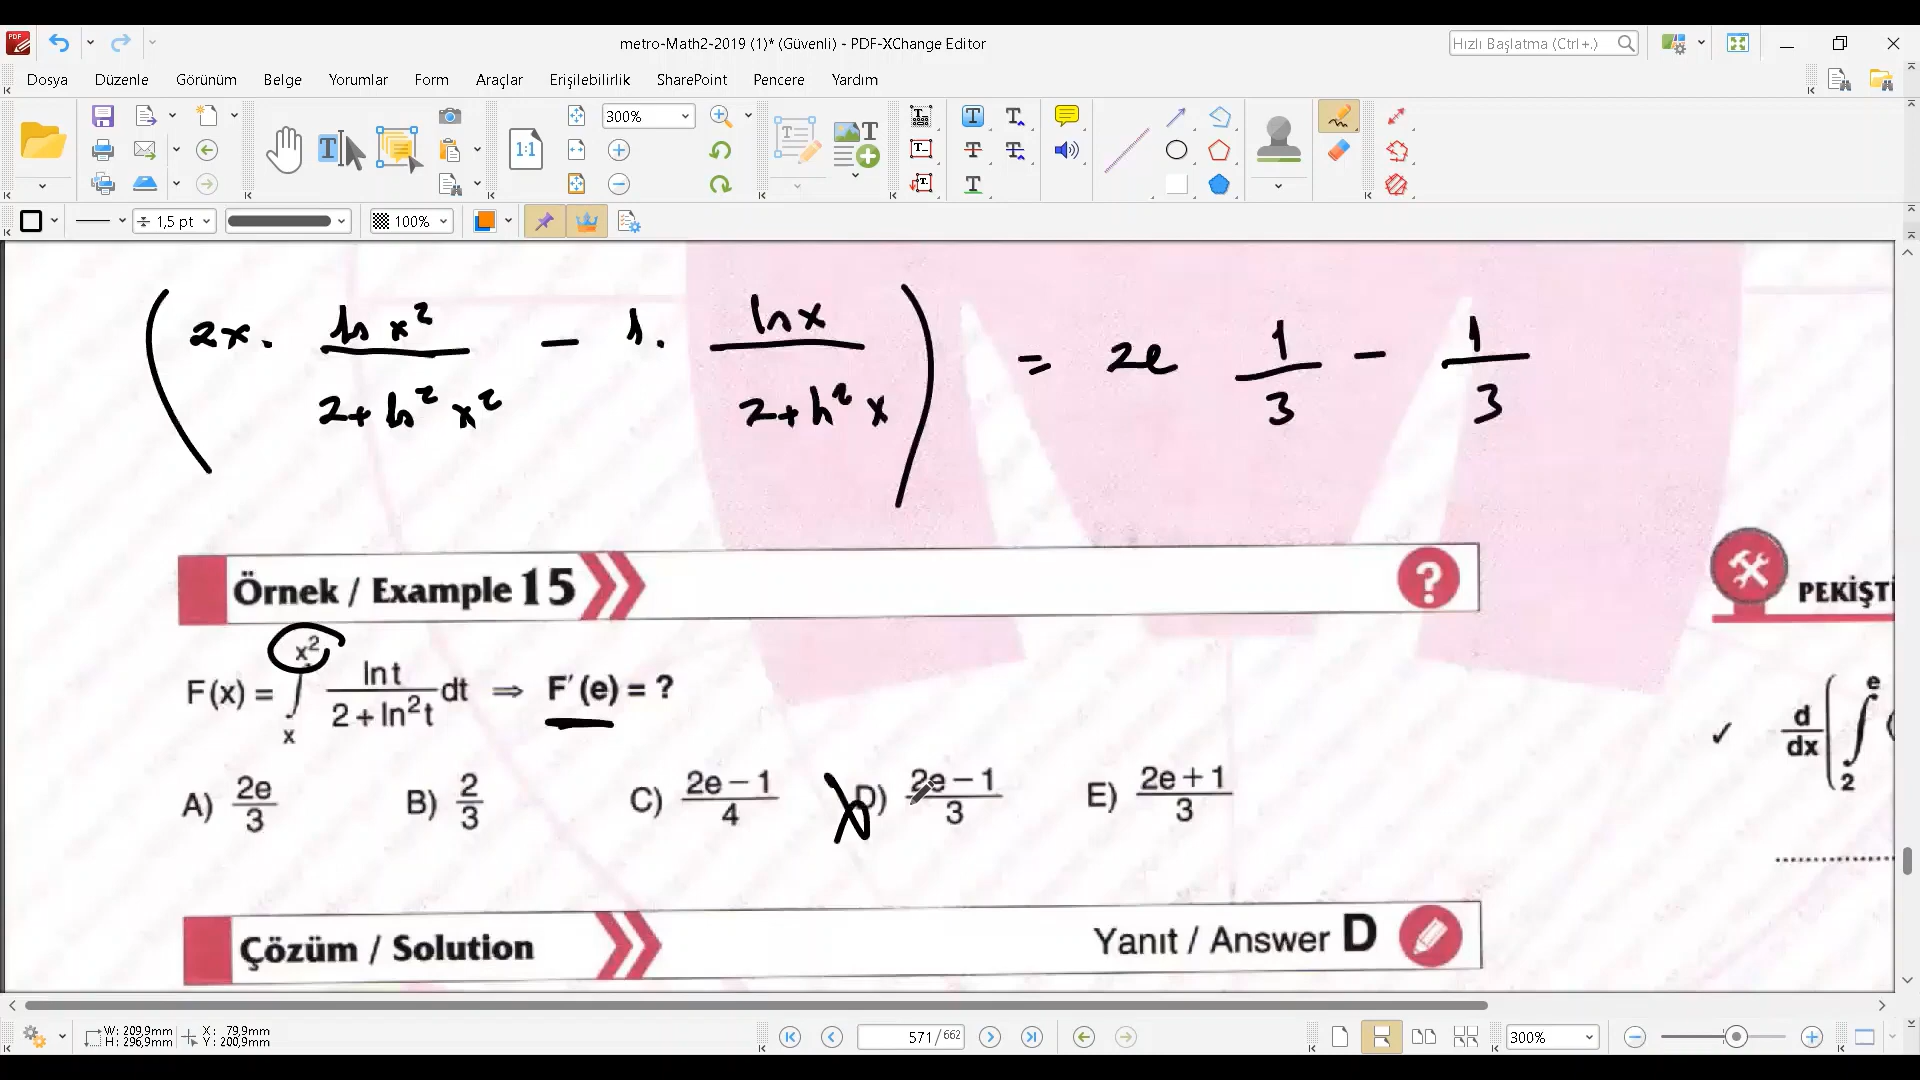 metro-Math2-2019 (1)* (Güvenli) - PDF-XChange Editor
Hızlı Başlatma (Ctrl+.)
Dosya Düzenle Görünüm Belge Yorumlar Form Araçlar Erişilebilirlik SharePoint Pencere Yardım
300%
1:1
1,5 pt 100%
(2x. ln x² / 2+ln² x² - 1. ln x / 2+ln² x) = 2e 1/3 - 1/3
Örnek / Example 15
?
PEKİŞTİ
F(x) = ∫ₓ^x² ln t / 2 + ln² t dt ⇒ F′(e) = ?
✓ d/dx (∫₂^e (
A) 2e/3 B) 2/3 C) 2e – 1/4 D) 2e – 1/3 E) 2e + 1/3
Çözüm / Solution
Yanıt / Answer D
W: 209,9mm
H: 296,9mm
X: 79,9mm
Y: 200,9mm
571 / 662
300%